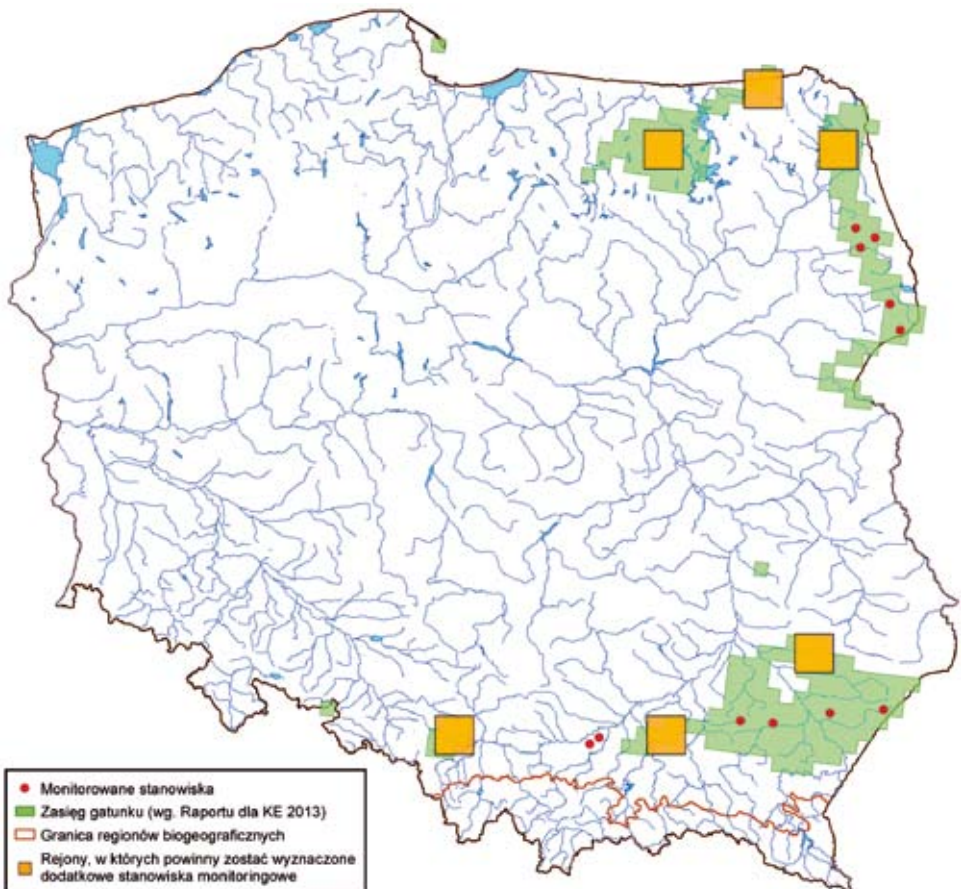 Monitorowane stanowiska
Zasięg gatunku (wg. Raportu dla KE 2013)
Granica regionów biogeograficznych
Rejony, w których powinny zostać wyznaczone
dodatkowe stanowiska monitoringowe